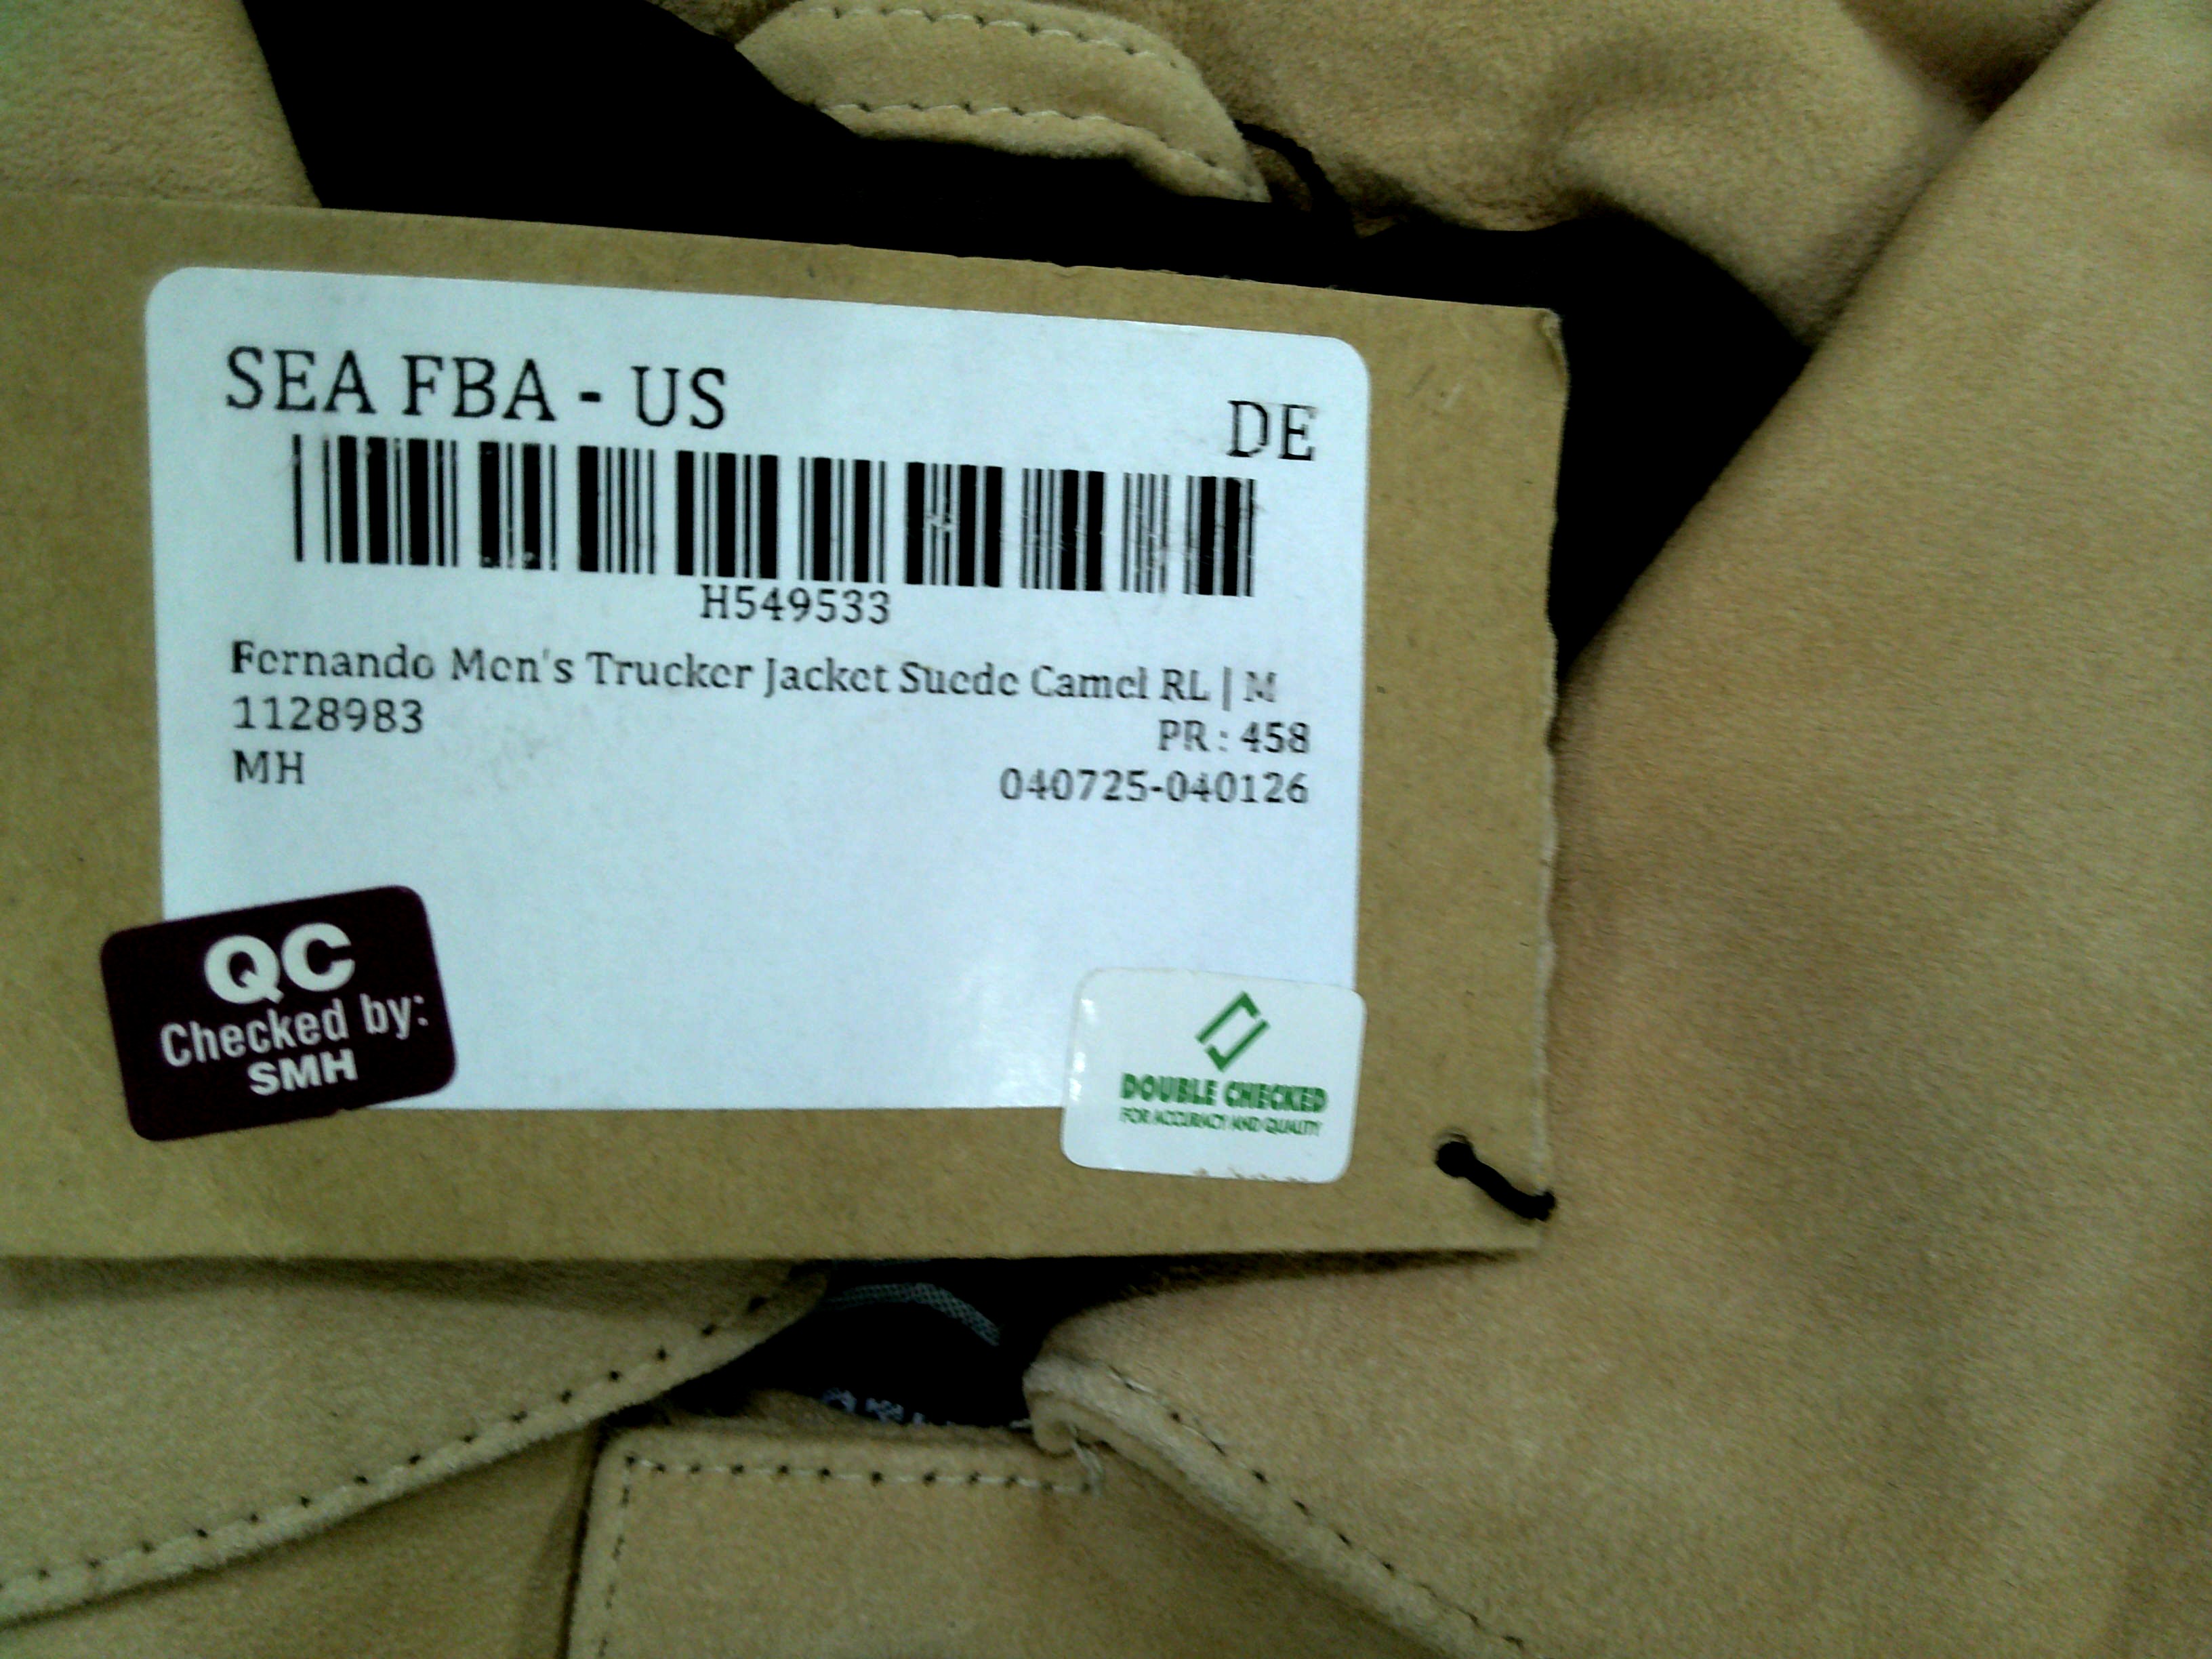 SEA FBA - US
DE
H549533
Fernando Men's Trucker Jacket Suede Camel RL | M
1128983
PR : 458
MH
040725-040126
QC
Checked by:
SMH
DOUBLE CHECKED
FOR ACCURACY AND QUALITY